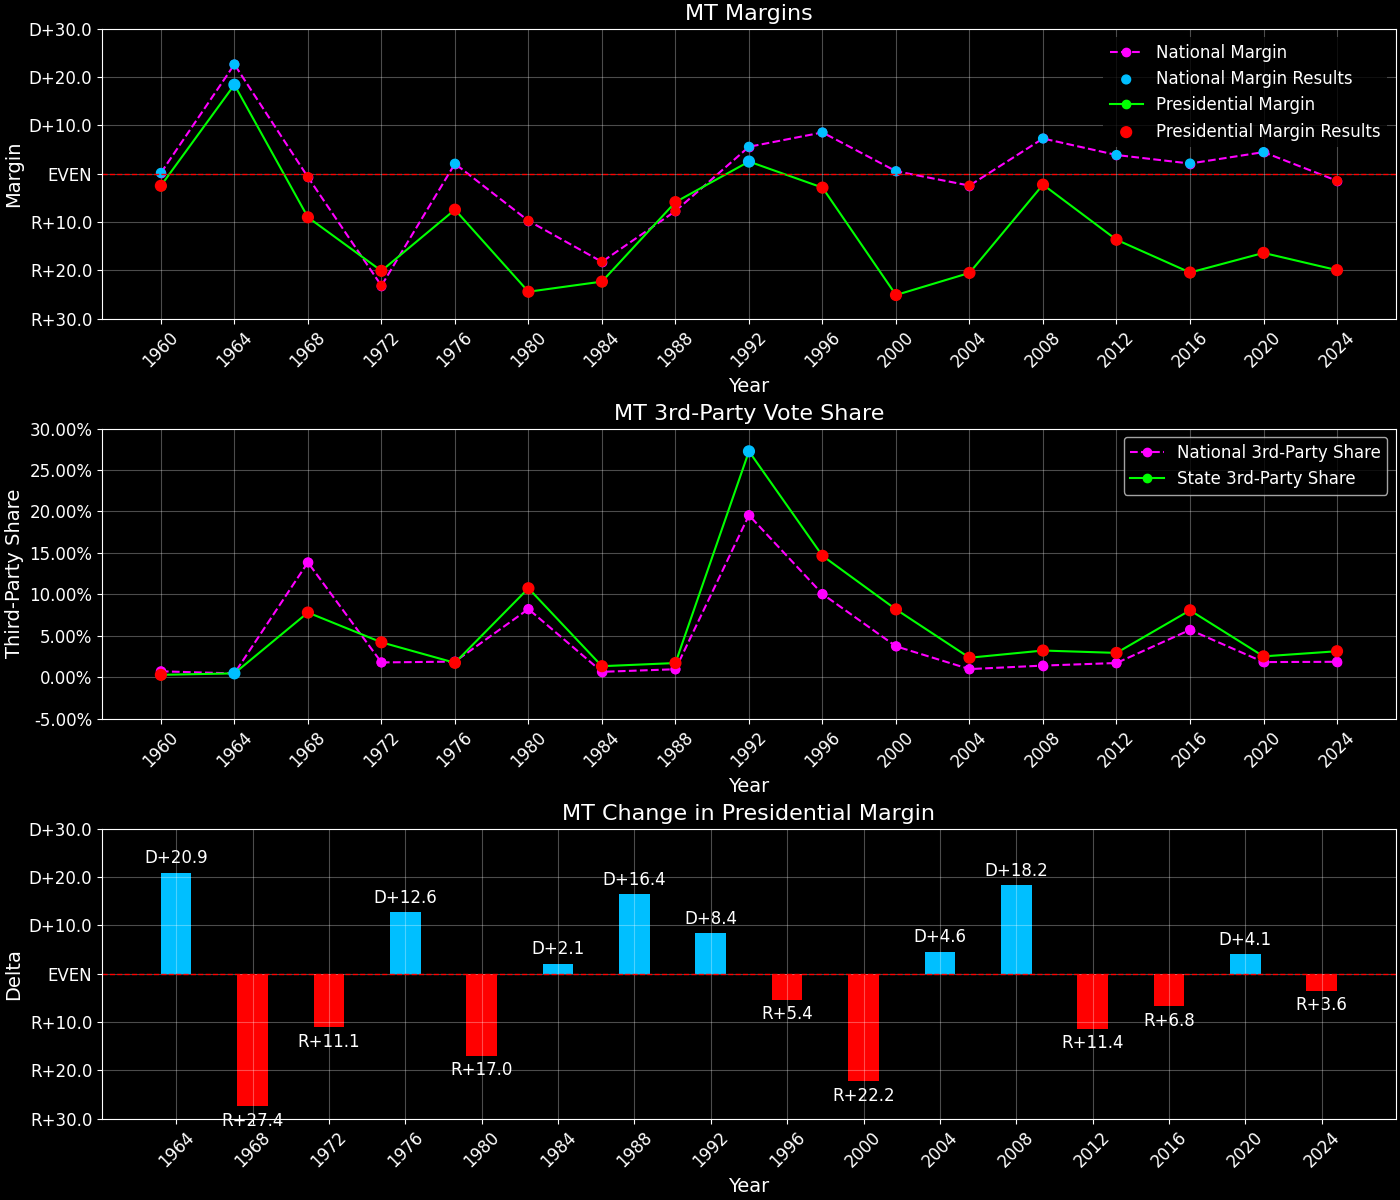 MT Margins
D+30.0
D+20.0
D+10.0
EVEN
R+10.0
R+20.0
R+30.0
Margin
National Margin
National Margin Results
Presidential Margin
Presidential Margin Results
1960 1964 1968 1972 1976 1980 1984 1988 1992 1996 2000 2004 2008 2012 2016 2020 2024
Year
MT 3rd-Party Vote Share
30.00%
25.00%
20.00%
15.00%
10.00%
5.00%
0.00%
-5.00%
Third-Party Share
National 3rd-Party Share
State 3rd-Party Share
1960 1964 1968 1972 1976 1980 1984 1988 1992 1996 2000 2004 2008 2012 2016 2020 2024
Year
MT Change in Presidential Margin
D+30.0
D+20.0
D+10.0
EVEN
R+10.0
R+20.0
R+30.0
Delta
D+20.9
R+27.4
R+11.1
D+12.6
R+17.0
D+2.1
D+16.4
D+8.4
R+5.4
R+22.2
D+4.6
D+18.2
R+11.4
R+6.8
D+4.1
R+3.6
1964 1968 1972 1976 1980 1984 1988 1992 1996 2000 2004 2008 2012 2016 2020 2024
Year